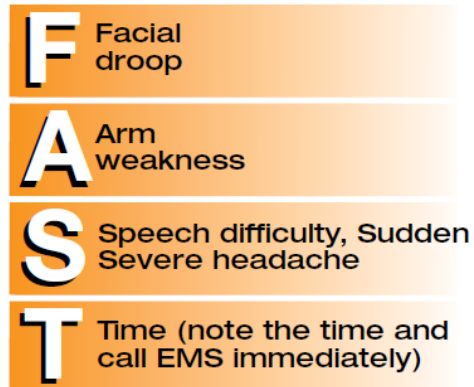 F Facial
droop
A Arm
weakness
S Speech difficulty, Sudden
Severe headache
T Time (note the time and
call EMS immediately)